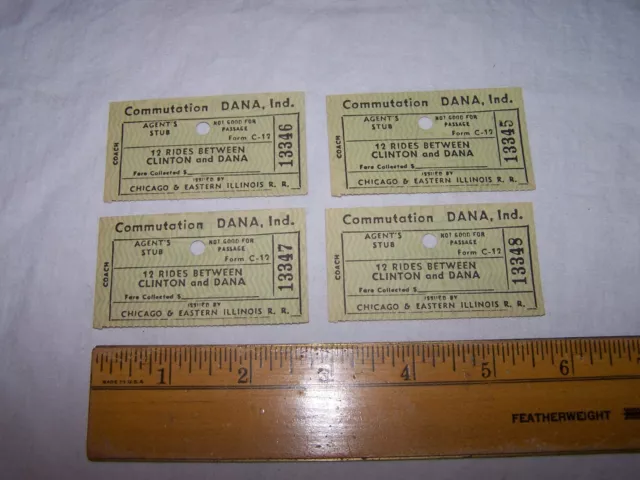 Commutation DANA, Ind.
AGENT'S STUB
NOT GOOD FOR PASSAGE
Form C-12
COACH
12 RIDES BETWEEN
CLINTON and DANA
Fare Collected $
ISSUED BY
CHICAGO & EASTERN ILLINOIS R. R.
13346
Commutation DANA, Ind.
AGENT'S STUB
NOT GOOD FOR PASSAGE
Form C-12
COACH
12 RIDES BETWEEN
CLINTON and DANA
Fare Collected $
ISSUED BY
CHICAGO & EASTERN ILLINOIS R. R.
13345
Commutation DANA, Ind.
AGENT'S STUB
NOT GOOD FOR PASSAGE
Form C-12
COACH
12 RIDES BETWEEN
CLINTON and DANA
Fare Collected $
ISSUED BY
CHICAGO & EASTERN ILLINOIS R. R.
13347
Commutation DANA, Ind.
AGENT'S STUB
NOT GOOD FOR PASSAGE
Form C-12
COACH
12 RIDES BETWEEN
CLINTON and DANA
Fare Collected $
ISSUED BY
CHICAGO & EASTERN ILLINOIS R. R.
13348
1 2 3 4 5 6
MADE IN U.S.A.
FEATHERWEIGHT